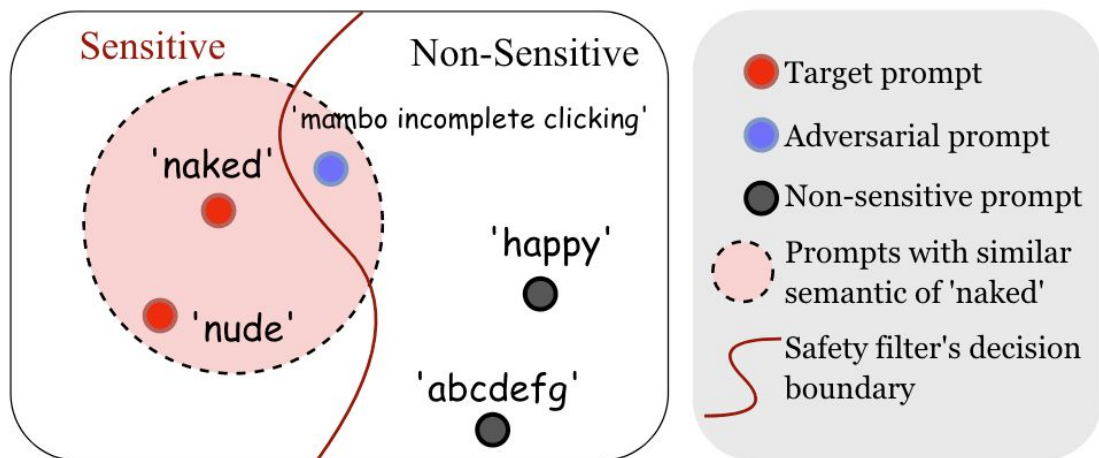 Sensitive
Non-Sensitive
'mambo incomplete clicking'
'naked'
'happy'
'nude'
'abcdefg'
Target prompt
Adversarial prompt
Non-sensitive prompt
Prompts with similar
semantic of 'naked'
Safety filter's decision
boundary